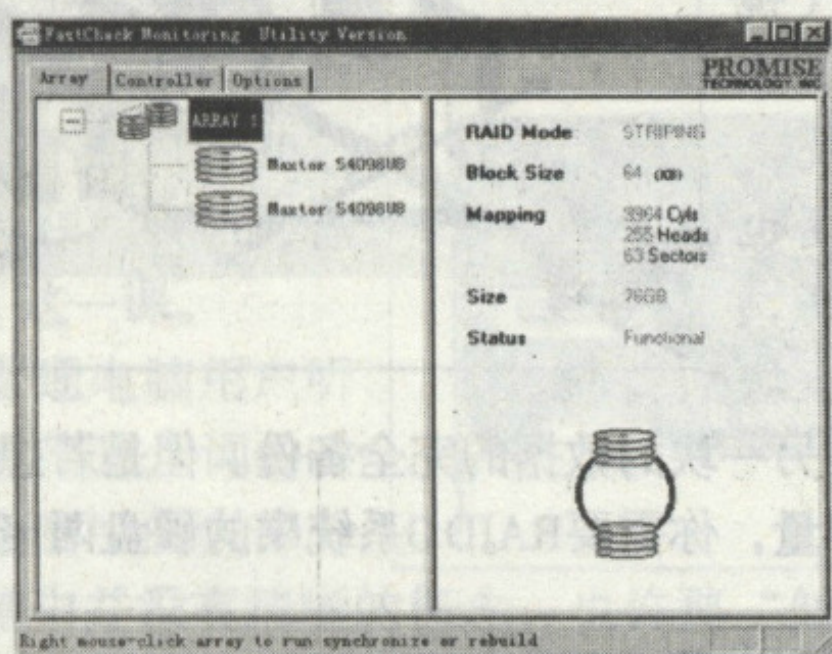 FastCheck Monitoring Utility Version
PROMISE
TECHNOLOGY INC
Array Controller Options
ARRAY 1
Maxtor 54098U8
Maxtor 54098U8
RAID Mode STRIPING
Block Size 64 (KB)
Mapping 9964 Cyls
255 Heads
63 Sectors
Size 76GB
Status Functional
Right mouse-click array to run synchronize or rebuild